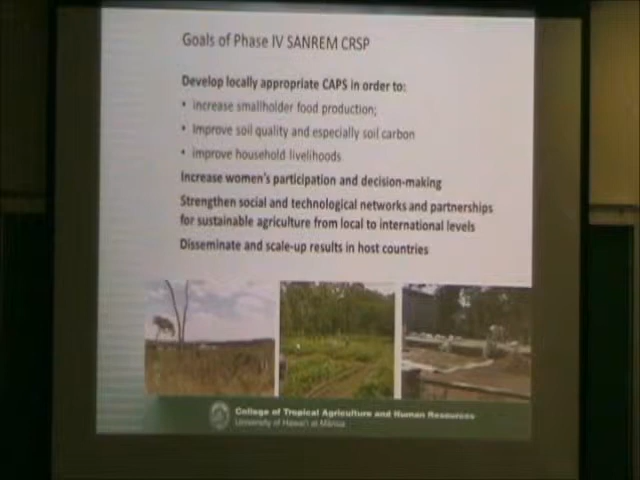 Goals of Phase IV SANREM CRSP
Develop locally appropriate CAPS in order to:
• increase smallholder food production;
• Improve soil quality and especially soil carbon
• improve household livelihoods
Increase women's participation and decision-making
Strengthen social and technological networks and partnerships
for sustainable agriculture from local to international levels
Disseminate and scale-up results in host countries
College of Tropical Agriculture and Human Resources
University of Hawai'i at Mānoa